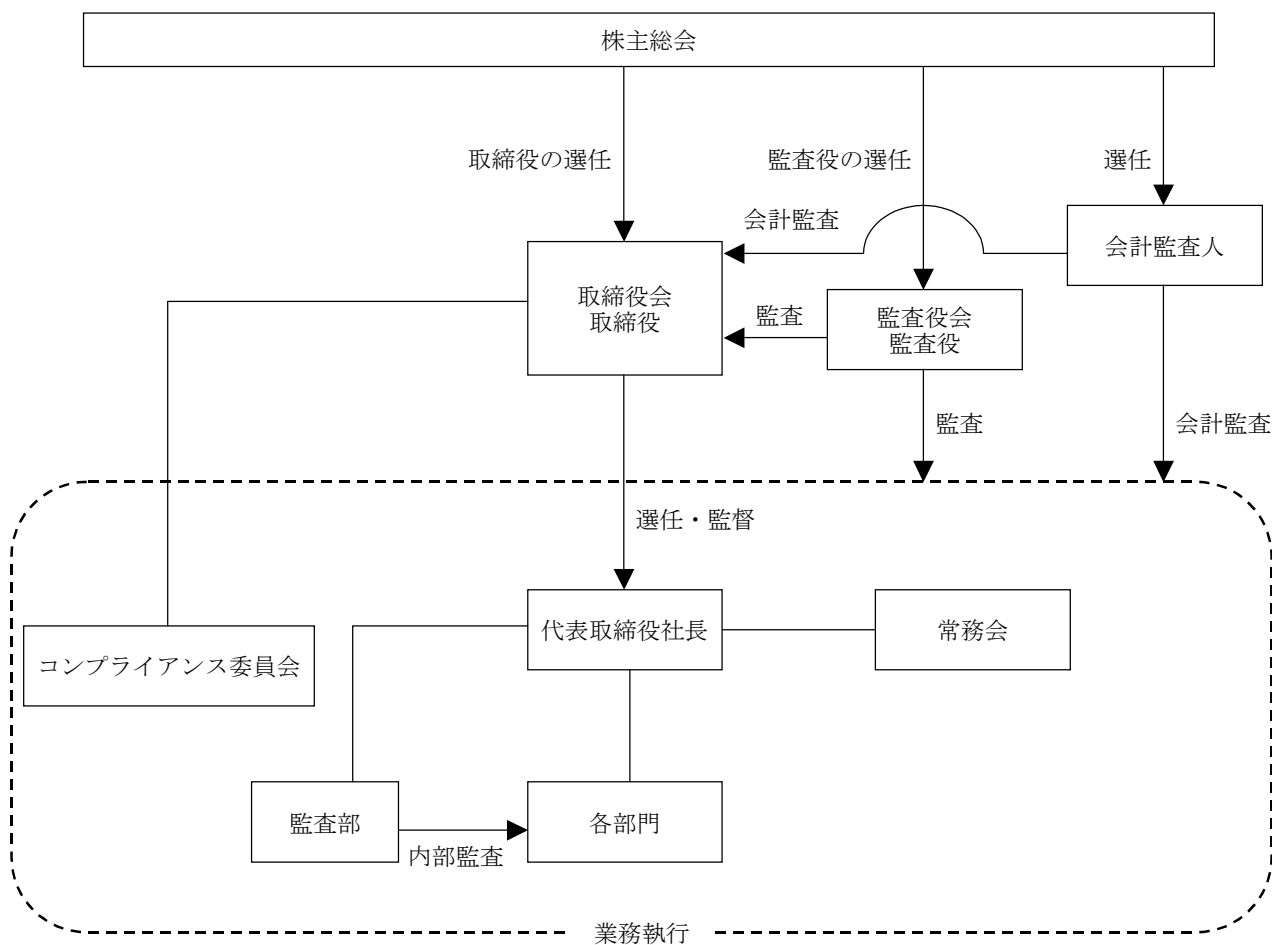 株主総会
取締役の選任
監査役の選任
選任
会計監査
会計監査人
取締役会
取締役
監査
監査役会
監査役
監査
会計監査
選任・監督
代表取締役社長
常務会
コンプライアンス委員会
監査部
各部門
内部監査
業務執行